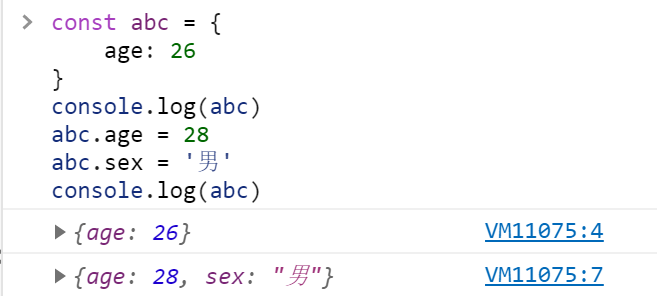 const abc = {
    age: 26
}
console.log(abc)
abc.age = 28
abc.sex = '男'
console.log(abc)
{age: 26} VM11075:4
{age: 28, sex: "男"} VM11075:7